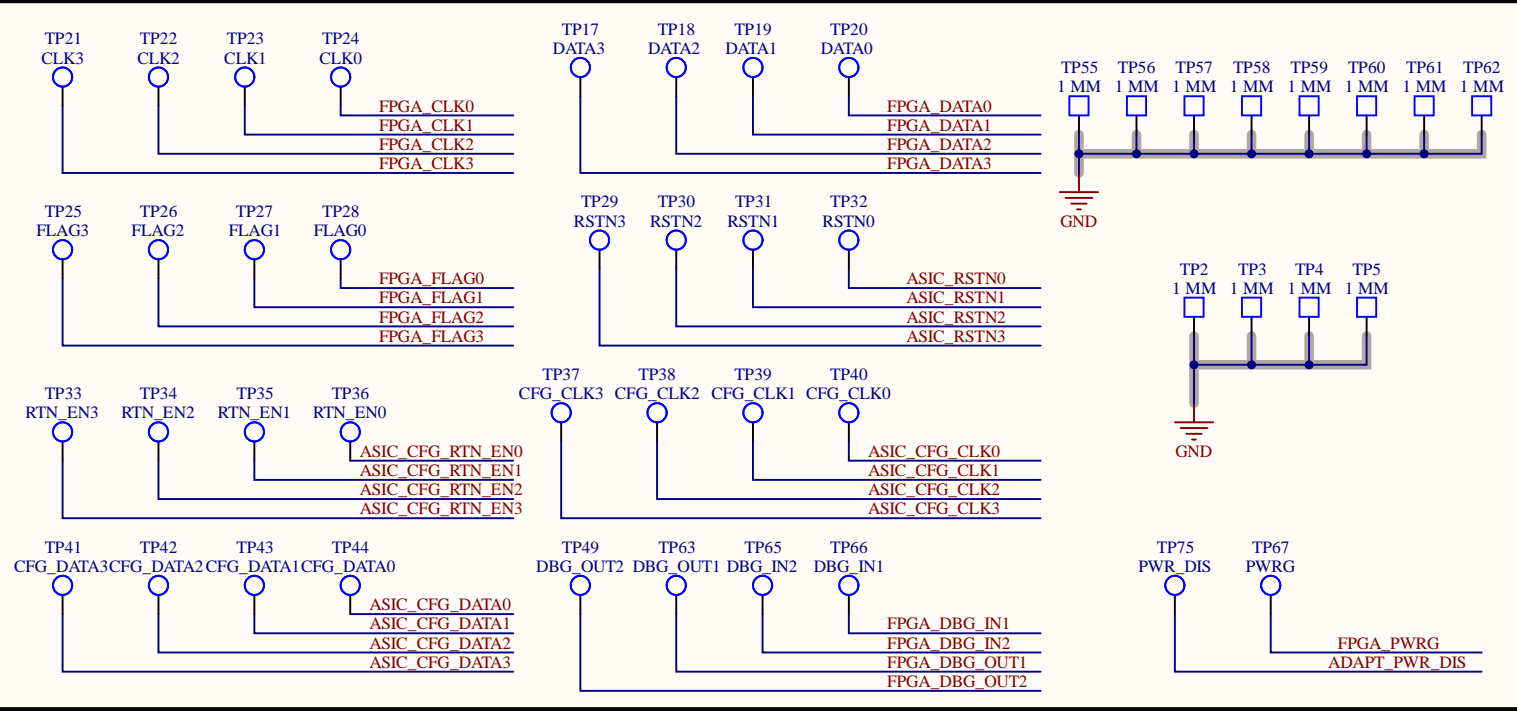 TP21 TP22 TP23 TP24
CLK3 CLK2 CLK1 CLK0
FPGA_CLK0
FPGA_CLK1
FPGA_CLK2
FPGA_CLK3
TP17 TP18 TP19 TP20
DATA3 DATA2 DATA1 DATA0
FPGA_DATA0
FPGA_DATA1
FPGA_DATA2
FPGA_DATA3
TP55 TP56 TP57 TP58 TP59 TP60 TP61 TP62
1 MM 1 MM 1 MM 1 MM 1 MM 1 MM 1 MM 1 MM
GND
TP25 TP26 TP27 TP28
FLAG3 FLAG2 FLAG1 FLAG0
FPGA_FLAG0
FPGA_FLAG1
FPGA_FLAG2
FPGA_FLAG3
TP29 TP30 TP31 TP32
RSTN3 RSTN2 RSTN1 RSTN0
ASIC_RSTN0
ASIC_RSTN1
ASIC_RSTN2
ASIC_RSTN3
TP2 TP3 TP4 TP5
1 MM 1 MM 1 MM 1 MM
GND
TP33 TP34 TP35 TP36
RTN_EN3 RTN_EN2 RTN_EN1 RTN_EN0
ASIC_CFG_RTN_EN0
ASIC_CFG_RTN_EN1
ASIC_CFG_RTN_EN2
ASIC_CFG_RTN_EN3
TP37 TP38 TP39 TP40
CFG_CLK3 CFG_CLK2 CFG_CLK1 CFG_CLK0
ASIC_CFG_CLK0
ASIC_CFG_CLK1
ASIC_CFG_CLK2
ASIC_CFG_CLK3
TP41 TP42 TP43 TP44
CFG_DATA3 CFG_DATA2 CFG_DATA1 CFG_DATA0
ASIC_CFG_DATA0
ASIC_CFG_DATA1
ASIC_CFG_DATA2
ASIC_CFG_DATA3
TP49 TP63 TP65 TP66
DBG_OUT2 DBG_OUT1 DBG_IN2 DBG_IN1
FPGA_DBG_IN1
FPGA_DBG_IN2
FPGA_DBG_OUT1
FPGA_DBG_OUT2
TP75 TP67
PWR_DIS PWRG
FPGA_PWRG
ADAPT_PWR_DIS